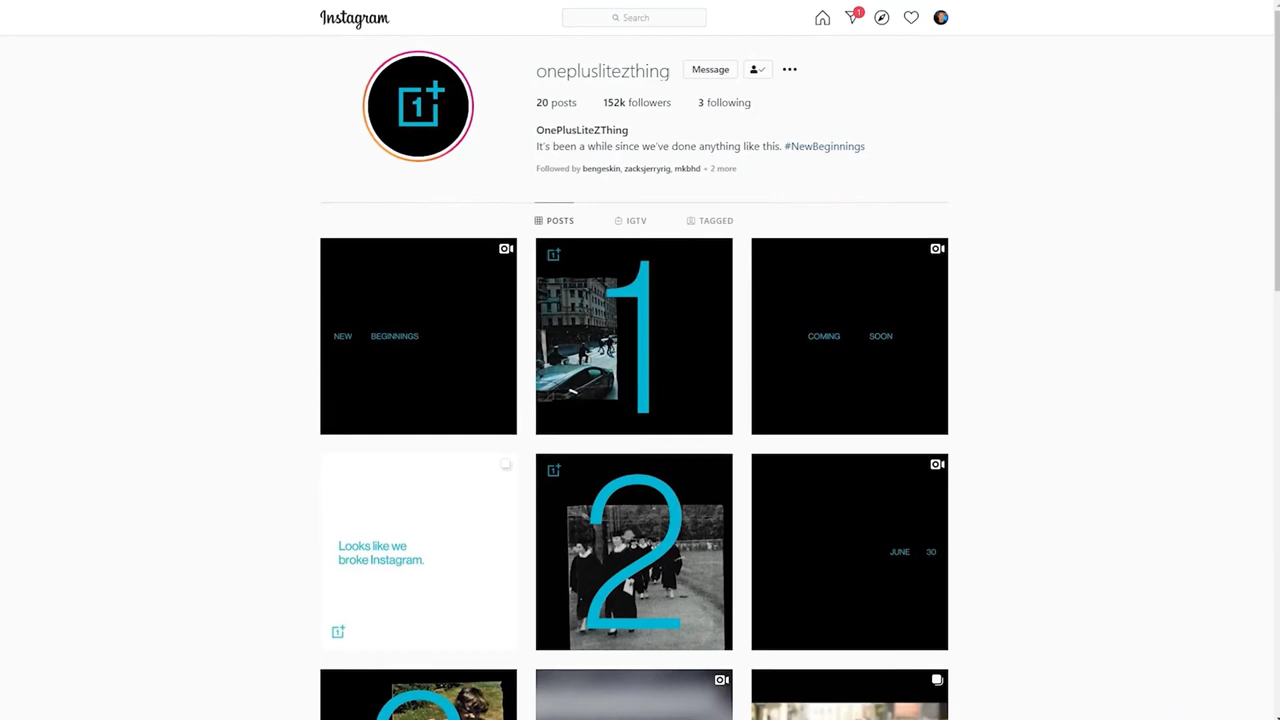 Instagram
Search
1
onepluslitezthing
Message
20 posts
152k followers
3 following
OnePlusLiteZThing
It's been a while since we've done anything like this. #NewBeginnings
Followed by bengeskin, zacksjerryrig, mkbhd + 2 more
POSTS
IGTV
TAGGED
NEW BEGINNINGS
1
COMING SOON
Looks like we
broke Instagram.
2
JUNE 30